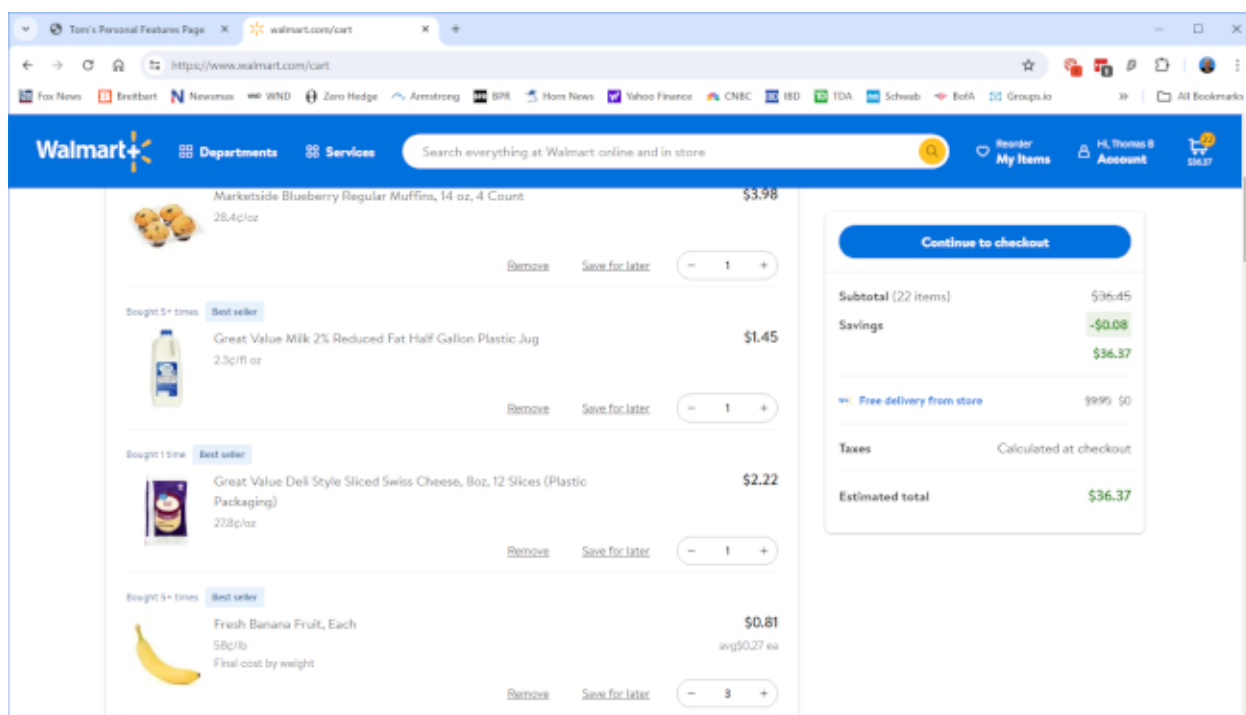 Tom's Personal Features Page
walmart.com/cart
https://www.walmart.com/cart
Fox News Breitbart Newsmax WND Zero Hedge Armstrong BPR Horn News Yahoo Finance CNBC IBD TDA Schwab BofA Groups.io All Bookmarks
Walmart+ Departments Services Search everything at Walmart online and in store
Reorder
My Items
Hi, Thomas B
Account
22
$36.37
Marketside Blueberry Regular Muffins, 14 oz, 4 Count $3.98
28.4¢/oz
Remove Save for later - 1 +
Bought 5+ times Best seller
Great Value Milk 2% Reduced Fat Half Gallon Plastic Jug $1.45
2.3¢/fl oz
Remove Save for later - 1 +
Bought 1 time Best seller
Great Value Deli Style Sliced Swiss Cheese, 8oz, 12 Slices (Plastic $2.22
Packaging)
27.8¢/oz
Remove Save for later - 1 +
Bought 5+ times Best seller
Fresh Banana Fruit, Each $0.81
58¢/lb avg$0.27 ea
Final cost by weight
Remove Save for later - 3 +
Continue to checkout
Subtotal (22 items) $36.45
Savings -$0.08
$36.37
Free delivery from store $9.95 $0
Taxes Calculated at checkout
Estimated total $36.37